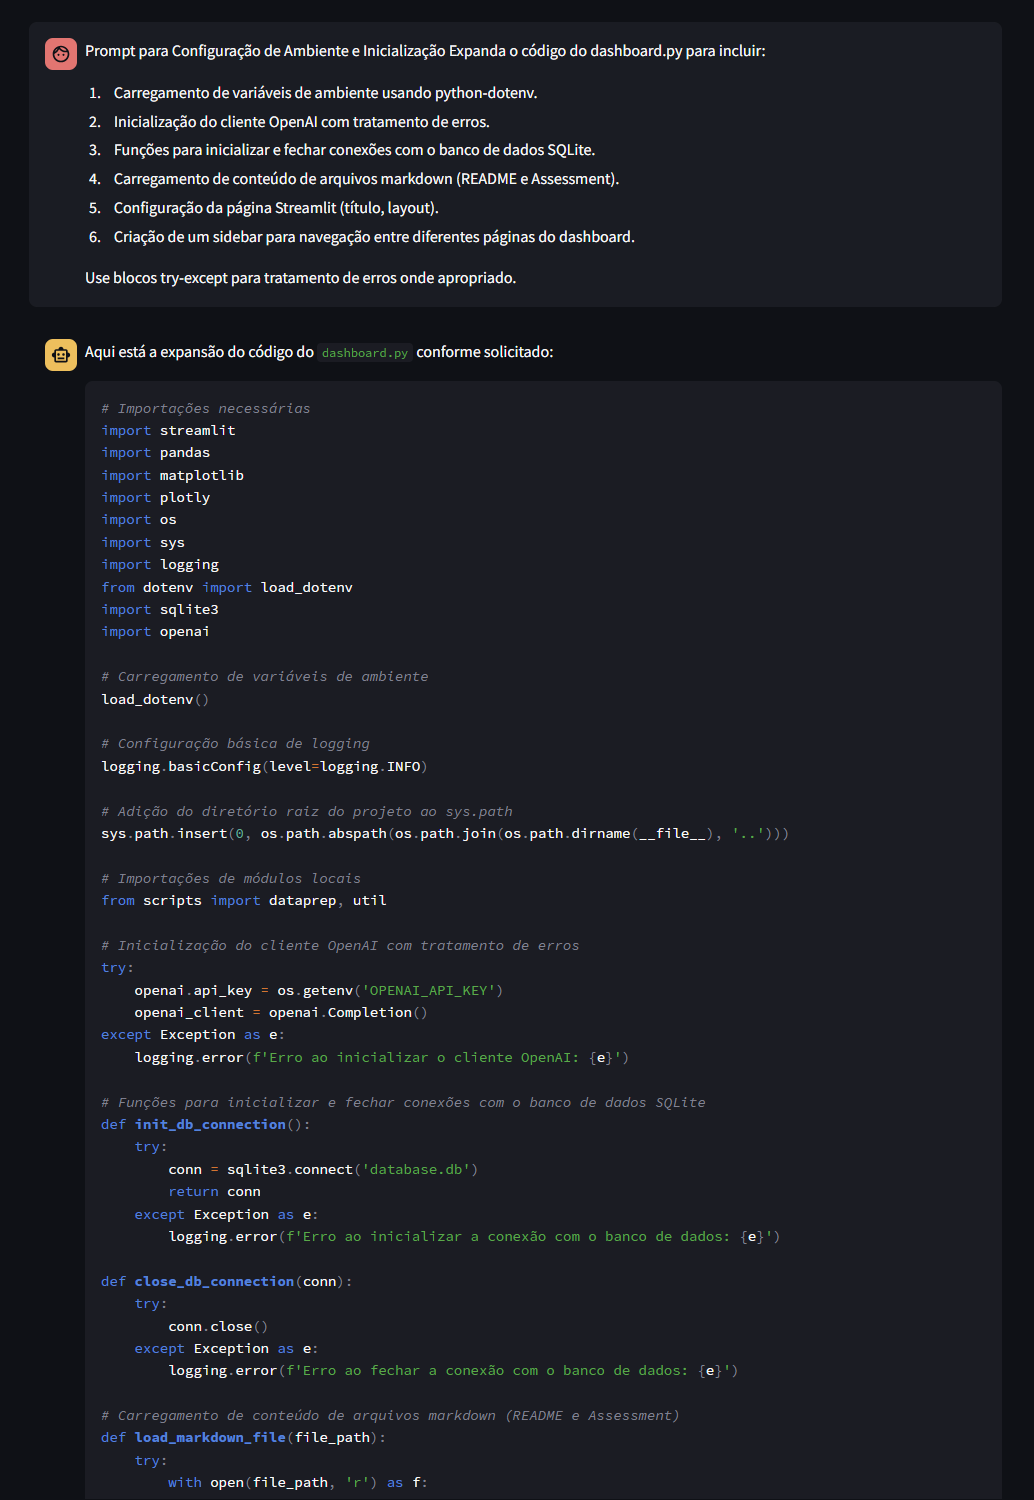 Prompt para Configuração de Ambiente e Inicialização Expanda o código do dashboard.py para incluir:
1. Carregamento de variáveis de ambiente usando python-dotenv.
2. Inicialização do cliente OpenAI com tratamento de erros.
3. Funções para inicializar e fechar conexões com o banco de dados SQLite.
4. Carregamento de conteúdo de arquivos markdown (README e Assessment).
5. Configuração da página Streamlit (título, layout).
6. Criação de um sidebar para navegação entre diferentes páginas do dashboard.
Use blocos try-except para tratamento de erros onde apropriado.
Aqui está a expansão do código do dashboard.py conforme solicitado:
# Importações necessárias
import streamlit
import pandas
import matplotlib
import plotly
import os
import sys
import logging
from dotenv import load_dotenv
import sqlite3
import openai

# Carregamento de variáveis de ambiente
load_dotenv()

# Configuração básica de logging
logging.basicConfig(level=logging.INFO)

# Adição do diretório raiz do projeto ao sys.path
sys.path.insert(0, os.path.abspath(os.path.join(os.path.dirname(__file__), '..')))

# Importações de módulos locais
from scripts import dataprep, util

# Inicialização do cliente OpenAI com tratamento de erros
try:
    openai.api_key = os.getenv('OPENAI_API_KEY')
    openai_client = openai.Completion()
except Exception as e:
    logging.error(f'Erro ao inicializar o cliente OpenAI: {e}')

# Funções para inicializar e fechar conexões com o banco de dados SQLite
def init_db_connection():
    try:
        conn = sqlite3.connect('database.db')
        return conn
    except Exception as e:
        logging.error(f'Erro ao inicializar a conexão com o banco de dados: {e}')

def close_db_connection(conn):
    try:
        conn.close()
    except Exception as e:
        logging.error(f'Erro ao fechar a conexão com o banco de dados: {e}')

# Carregamento de conteúdo de arquivos markdown (README e Assessment)
def load_markdown_file(file_path):
    try:
        with open(file_path, 'r') as f: